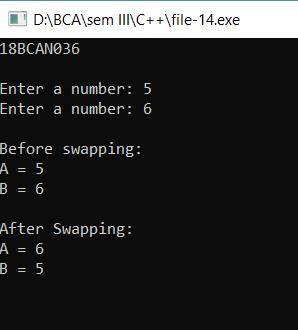 D:\BCA\sem III\C++\file-14.exe
18BCAN036
Enter a number: 5
Enter a number: 6
Before swapping:
A = 5
B = 6
After Swapping:
A = 6
B = 5